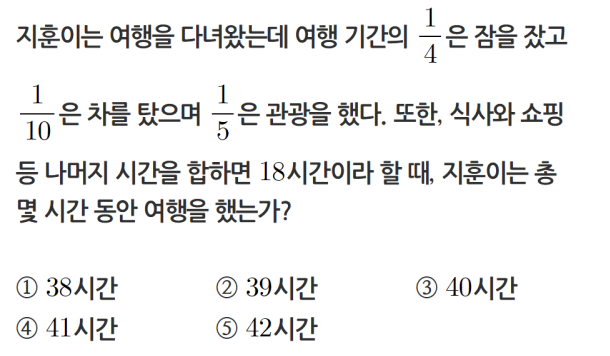 지훈이는 여행을 다녀왔는데 여행 기간의 1/4은 잠을 잤고
1/10은 차를 탔으며 1/5은 관광을 했다. 또한, 식사와 쇼핑
등 나머지 시간을 합하면 18시간이라 할 때, 지훈이는 총
몇 시간 동안 여행을 했는가?
① 38시간 ② 39시간 ③ 40시간
④ 41시간 ⑤ 42시간